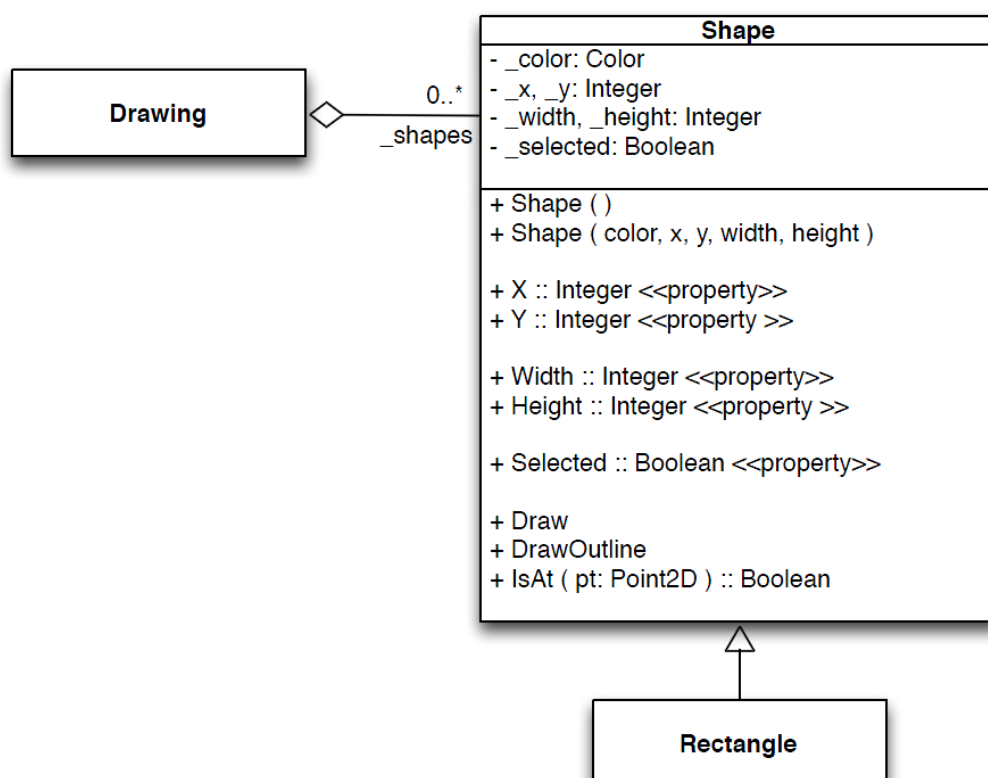 Drawing
0..*
_shapes
Shape
- _color: Color
- _x, _y: Integer
- _width, _height: Integer
- _selected: Boolean
+ Shape ( )
+ Shape ( color, x, y, width, height )
+ X :: Integer <<property>>
+ Y :: Integer <<property >>
+ Width :: Integer <<property>>
+ Height :: Integer <<property >>
+ Selected :: Boolean <<property>>
+ Draw
+ DrawOutline
+ IsAt ( pt: Point2D ) :: Boolean
Rectangle